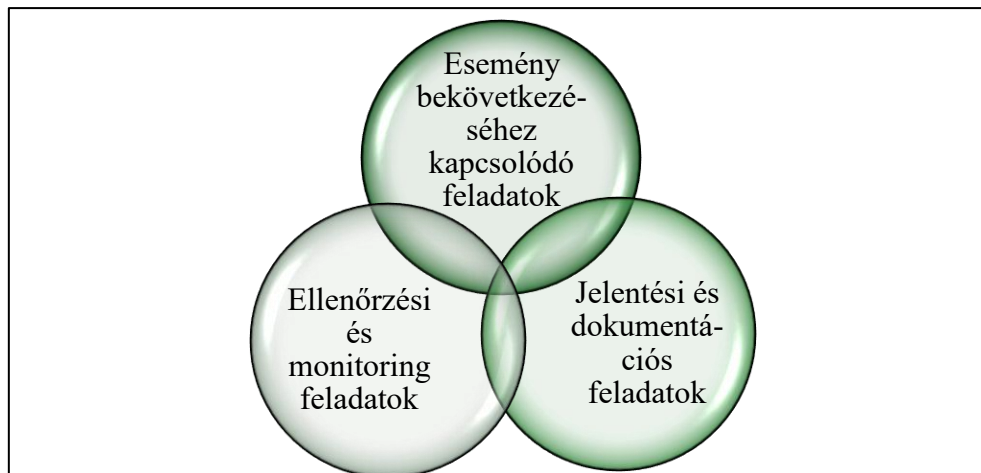 Esemény
bekövetkezé-
séhez
kapcsolódó
feladatok
Ellenőrzési
és
monitoring
feladatok
Jelentési és
dokumentá-
ciós
feladatok